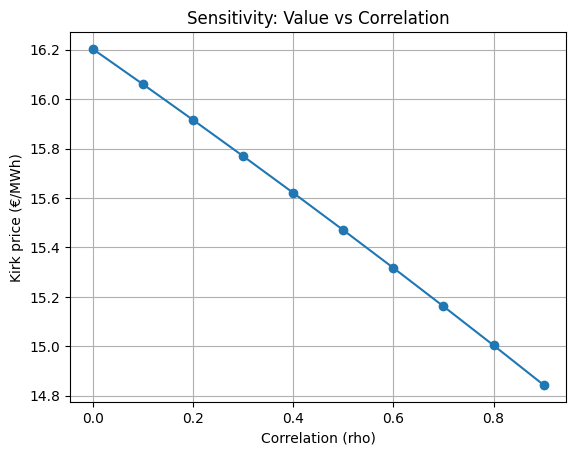 Sensitivity: Value vs Correlation
16.2
16.0
15.8
15.6
15.4
15.2
15.0
14.8
Kirk price (€/MWh)
0.0 0.2 0.4 0.6 0.8
Correlation (rho)